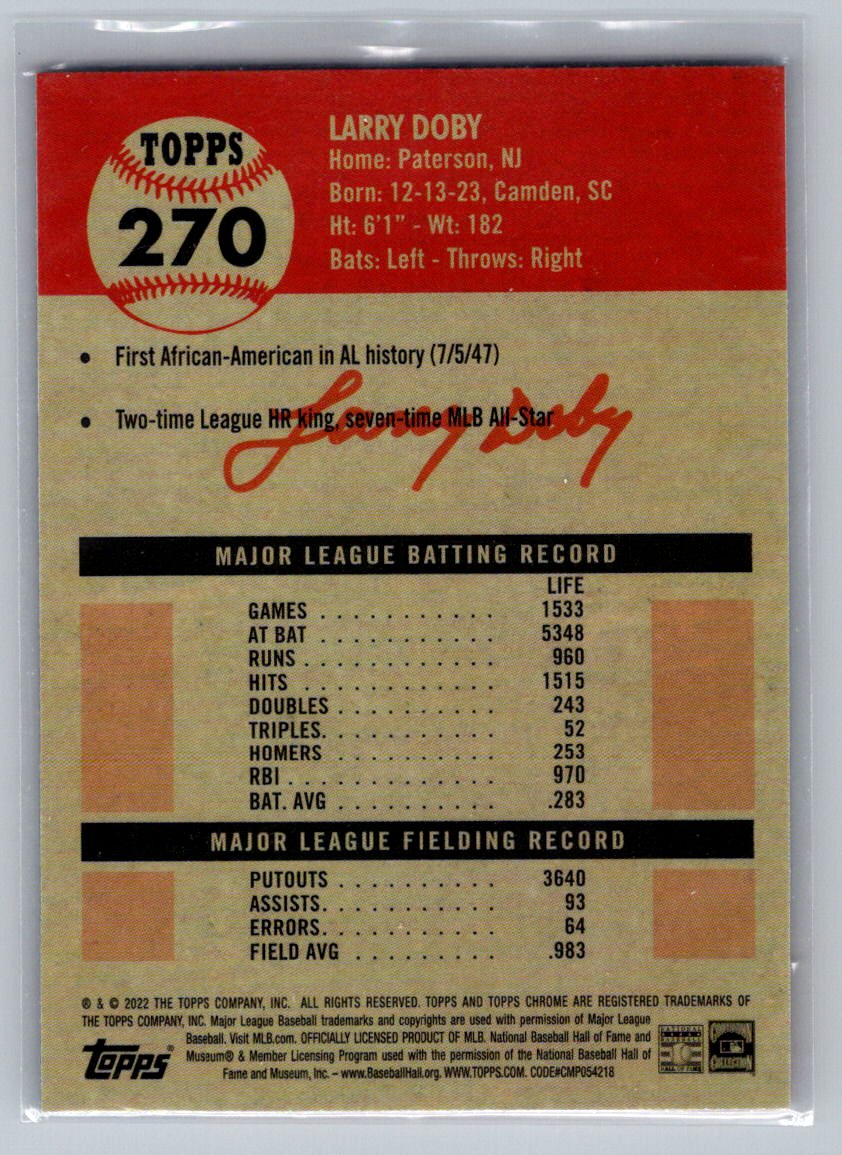 TOPPS
270
LARRY DOBY
Home: Paterson, NJ
Born: 12-13-23, Camden, SC
Ht: 6'1" - Wt: 182
Bats: Left - Throws: Right
● First African-American in AL history (7/5/47)
● Two-time League HR king, seven-time MLB All-Star
Larry Doby
MAJOR LEAGUE BATTING RECORD
LIFE
GAMES . . . . . . . . . . . 1533
AT BAT . . . . . . . . . . . 5348
RUNS . . . . . . . . . . . . 960
HITS . . . . . . . . . . . 1515
DOUBLES . . . . . . . . . . 243
TRIPLES. . . . . . . . . . . 52
HOMERS . . . . . . . . . . 253
RBI . . . . . . . . . . . . 970
BAT. AVG . . . . . . . . . . .283
MAJOR LEAGUE FIELDING RECORD
PUTOUTS . . . . . . . . . . 3640
ASSISTS. . . . . . . . . . . 93
ERRORS. . . . . . . . . . . 64
FIELD AVG . . . . . . . . . .983
® & © 2022 THE TOPPS COMPANY, INC. ALL RIGHTS RESERVED. TOPPS AND TOPPS CHROME ARE REGISTERED TRADEMARKS OF
THE TOPPS COMPANY, INC. Major League Baseball trademarks and copyrights are used with permission of Major League
Baseball. Visit MLB.com. OFFICIALLY LICENSED PRODUCT OF MLB. National Baseball Hall of Fame and
Museum® & Member Licensing Program used with the permission of the National Baseball Hall of
Fame and Museum, Inc. – www.BaseballHall.org. WWW.TOPPS.COM. CODE#CMP054218
TOPPS®
NATIONAL
BASEBALL
HALL OF FAME
COLLECTION